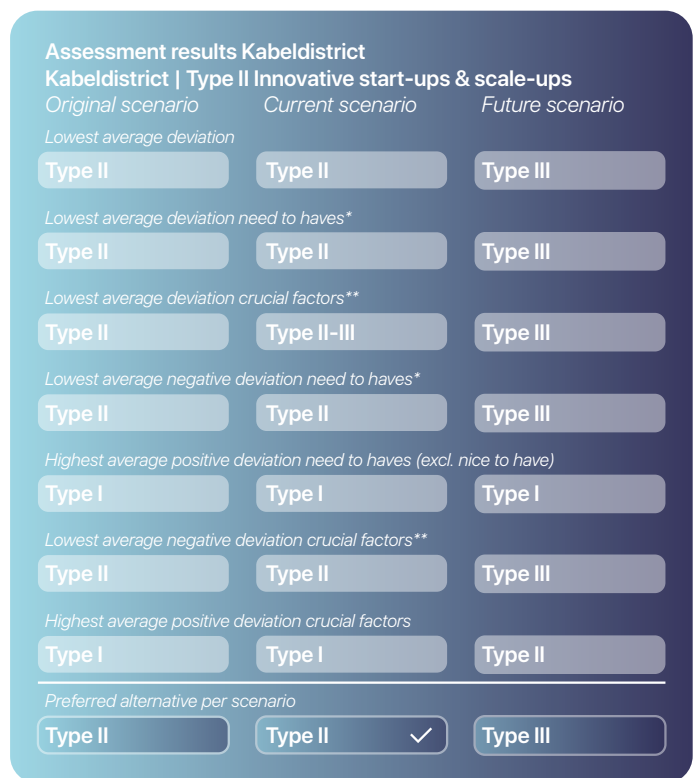 Assessment results Kabeldistrict
Kabeldistrict | Type II Innovative start-ups & scale-ups
Original scenario Current scenario Future scenario
Lowest average deviation
Type II Type II Type III
Lowest average deviation need to haves*
Type II Type II Type III
Lowest average deviation crucial factors**
Type II Type II-III Type III
Lowest average negative deviation need to haves*
Type II Type II Type III
Highest average positive deviation need to haves (excl. nice to have)
Type I Type I Type I
Lowest average negative deviation crucial factors**
Type II Type II Type III
Highest average positive deviation crucial factors
Type I Type I Type II
Preferred alternative per scenario
Type II Type II Type III